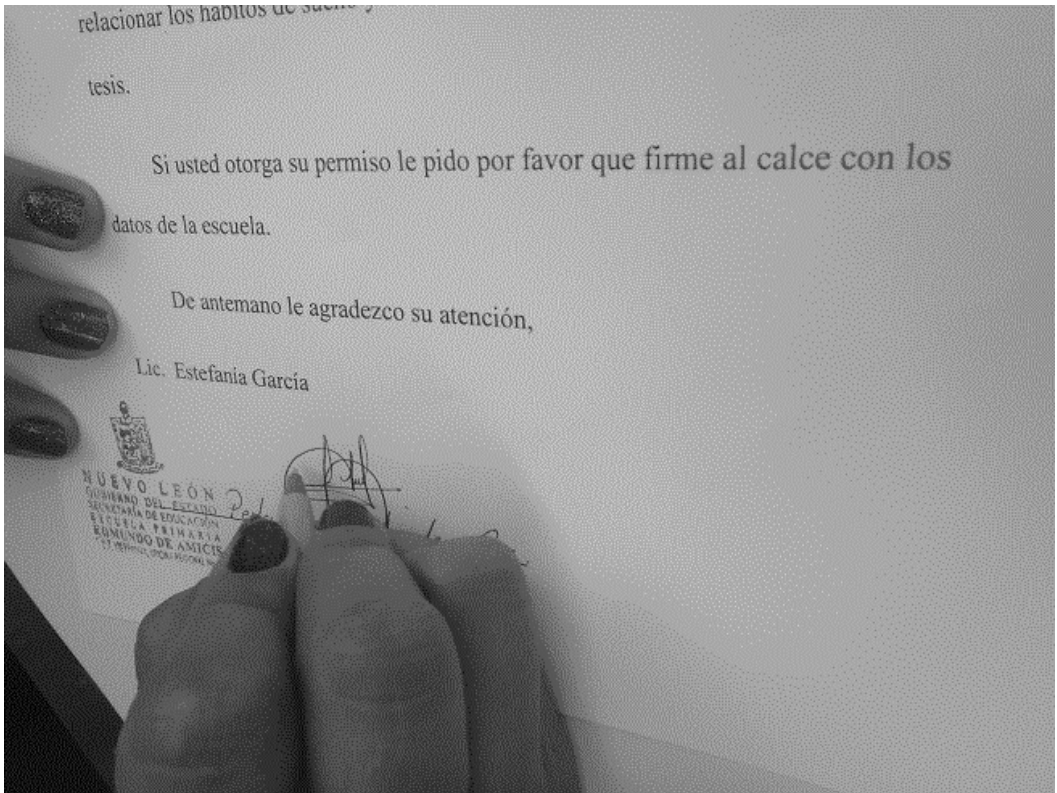 relacionar los hábitos de sueño y
tesis.
Si usted otorga su permiso le pido por favor que firme al calce con los
datos de la escuela.
De antemano le agradezco su atención,
Lic. Estefanía García
NUEVO LEÓN
GOBIERNO DEL ESTADO
SECRETARÍA DE EDUCACIÓN
ESCUELA PRIMARIA
EDMUNDO DE AMICIS